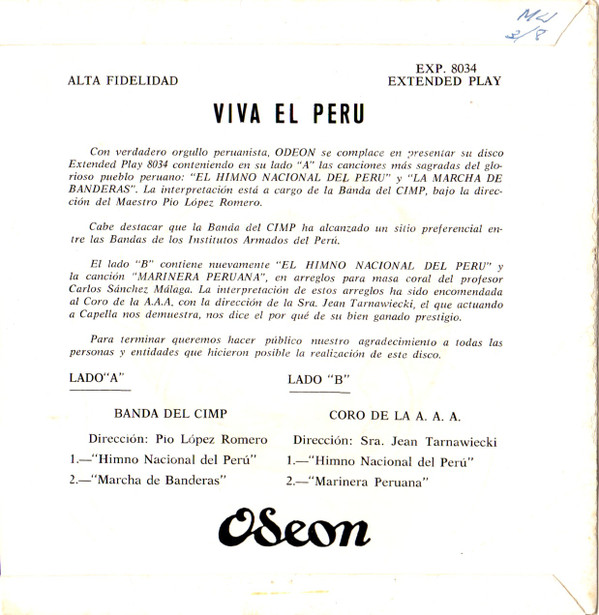 MW
3/8
ALTA FIDELIDAD
EXP. 8034
EXTENDED PLAY
VIVA EL PERU
Con verdadero orgullo peruanista, ODEON se complace en presentar su disco
Extended Play 8034 conteniendo en su lado "A" las canciones más sagradas del glo-
rioso pueblo peruano: "EL HIMNO NACIONAL DEL PERU" y "LA MARCHA DE
BANDERAS". La interpretación está a cargo de la Banda del CIMP, bajo la direc-
ción del Maestro Pio López Romero.
Cabe destacar que la Banda del CIMP ha alcanzado un sitio preferencial en-
tre las Bandas de los Institutos Armados del Perú.
El lado "B" contiene nuevamente "EL HIMNO NACIONAL DEL PERU" y
la canción "MARINERA PERUANA", en arreglos para masa coral del profesor
Carlos Sánchez Málaga. La interpretación de estos arreglos ha sido encomendada
al Coro de la A.A.A, con la dirección de la Sra. Jean Tarnawiecki, el que actuando
a Capella nos demuestra, nos dice el por qué de su bien ganado prestigio.
Para terminar queremos hacer público nuestro agradecimiento a todas las
personas y entidades que hicieron posible la realización de este disco.
LADO"A"
BANDA DEL CIMP
Dirección: Pio López Romero
1.—"Himno Nacional del Perú"
2.—"Marcha de Banderas"
LADO "B"
CORO DE LA A. A. A.
Dirección: Sra. Jean Tarnawiecki
1.—"Himno Nacional del Perú"
2.—"Marinera Peruana"
Odeon